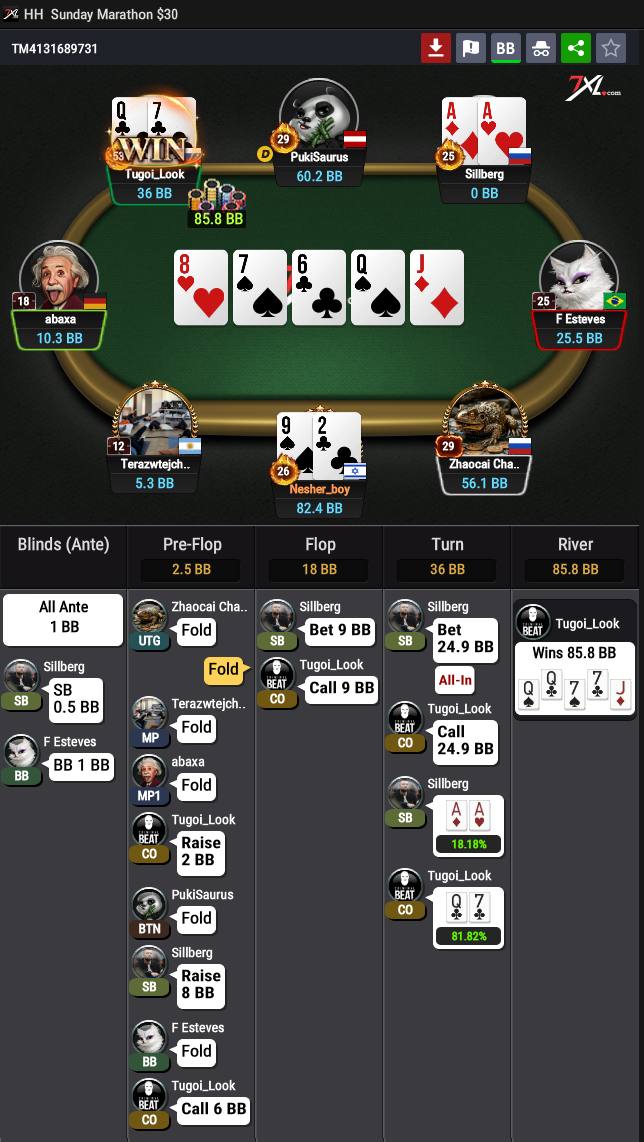 7XL HH Sunday Marathon $30
TM4131689731
BB
7XL.com
Q 7
A A
WIN
53
29
D
25
Tugoi_Look
PukiSaurus
Sillberg
36 BB
60.2 BB
0 BB
85.8 BB
8 7 6 Q J
18
25
abaxa
F Esteves
10.3 BB
25.5 BB
9 2
12
26
29
Terazwtejch..
Nesher_boy
Zhaocai Cha..
5.3 BB
82.4 BB
56.1 BB
Blinds (Ante)
All Ante
1 BB
Sillberg
SB
SB
0.5 BB
F Esteves
BB
BB 1 BB
Pre-Flop
2.5 BB
Zhaocai Cha..
UTG
Fold
Fold
Terazwtejch..
MP
Fold
abaxa
MP1
Fold
Tugoi_Look
BEAT
CO
Raise
2 BB
PukiSaurus
BTN
Fold
Sillberg
SB
Raise
8 BB
F Esteves
BB
Fold
Tugoi_Look
BEAT
CO
Call 6 BB
Flop
18 BB
Sillberg
SB
Bet 9 BB
Tugoi_Look
BEAT
CO
Call 9 BB
Turn
36 BB
Sillberg
SB
Bet
24.9 BB
All-In
Tugoi_Look
BEAT
CO
Call
24.9 BB
Sillberg
SB
A A
18.18%
Tugoi_Look
BEAT
CO
Q 7
81.82%
River
85.8 BB
BEAT
Tugoi_Look
Wins 85.8 BB
Q Q 7 7 J